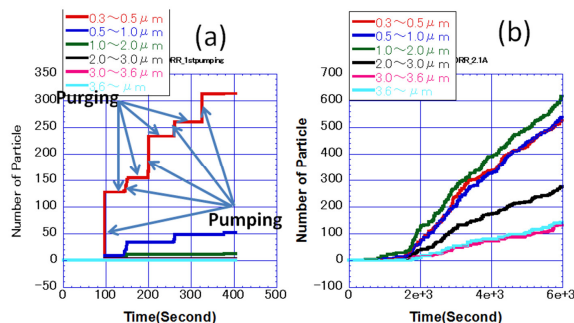 0.3～0.5μm
0.5～1.0μm
1.0～2.0μm
2.0～3.0μm
3.0～3.6μm
3.6～μm
(a)
RR_1stpumping
Number of Particle
350
300
250
200
150
100
50
0
-50
Purging
Pumping
0 100 200 300 400 500
Time(Second)
0.3～0.5μm
0.5～1.0μm
1.0～2.0μm
2.0～3.0μm
3.0～3.6μm
3.6～μm
(b)
RR_2.1A
Number of Particle
700
600
500
400
300
200
100
0
-100
0 2e+3 4e+3 6e+3
Time(Second)